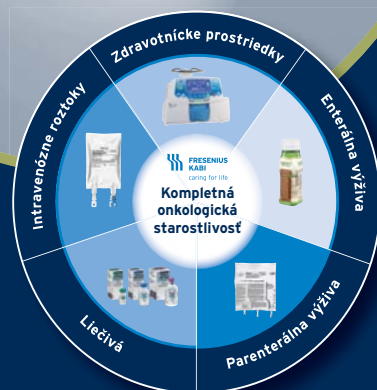 Zdravotnícke prostriedky
Intravenózne roztoky
Enterálna výživa
FRESENIUS
KABI
caring for life
Kompletná
onkologická
starostlivosť
Liečivá
Parenterálna výživa